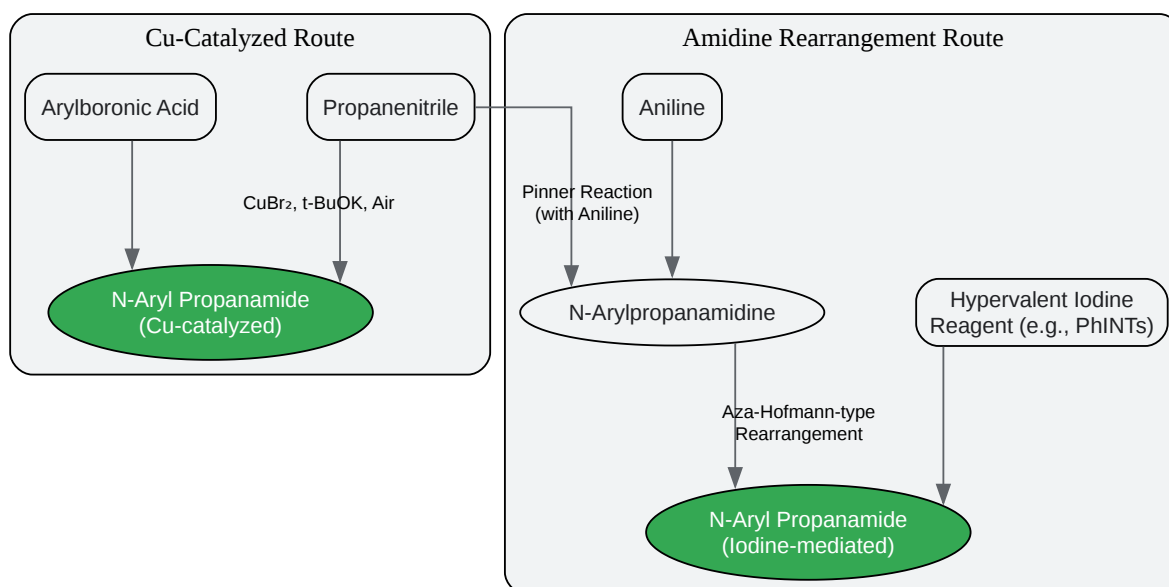 Cu-Catalyzed Route
Arylboronic Acid
Propanenitrile
CuBr₂, t-BuOK, Air
N-Aryl Propanamide
(Cu-catalyzed)
Amidine Rearrangement Route
Aniline
Pinner Reaction
(with Aniline)
N-Arylpropanamidine
Hypervalent Iodine
Reagent (e.g., PhINTs)
Aza-Hofmann-type
Rearrangement
N-Aryl Propanamide
(Iodine-mediated)